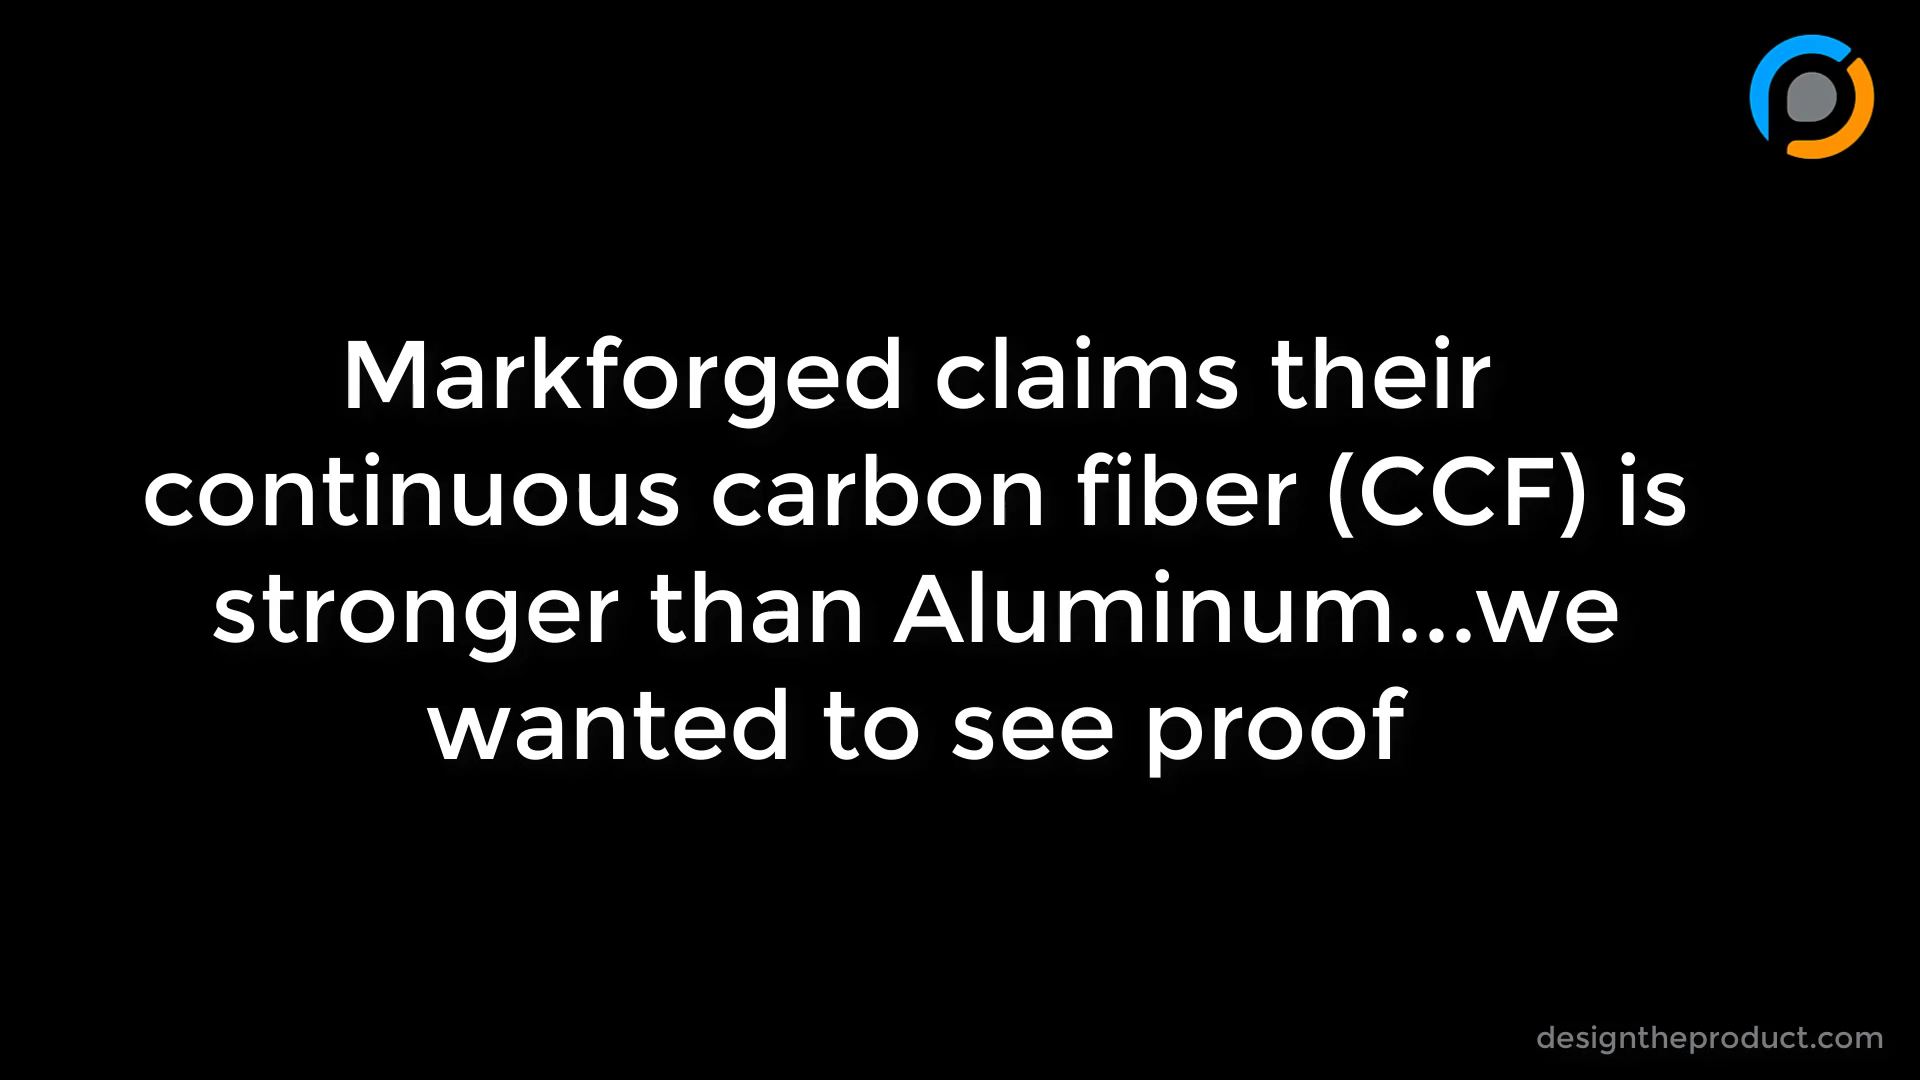 Markforged claims their
continuous carbon fiber (CCF) is
stronger than Aluminum...we
wanted to see proof
designtheproduct.com